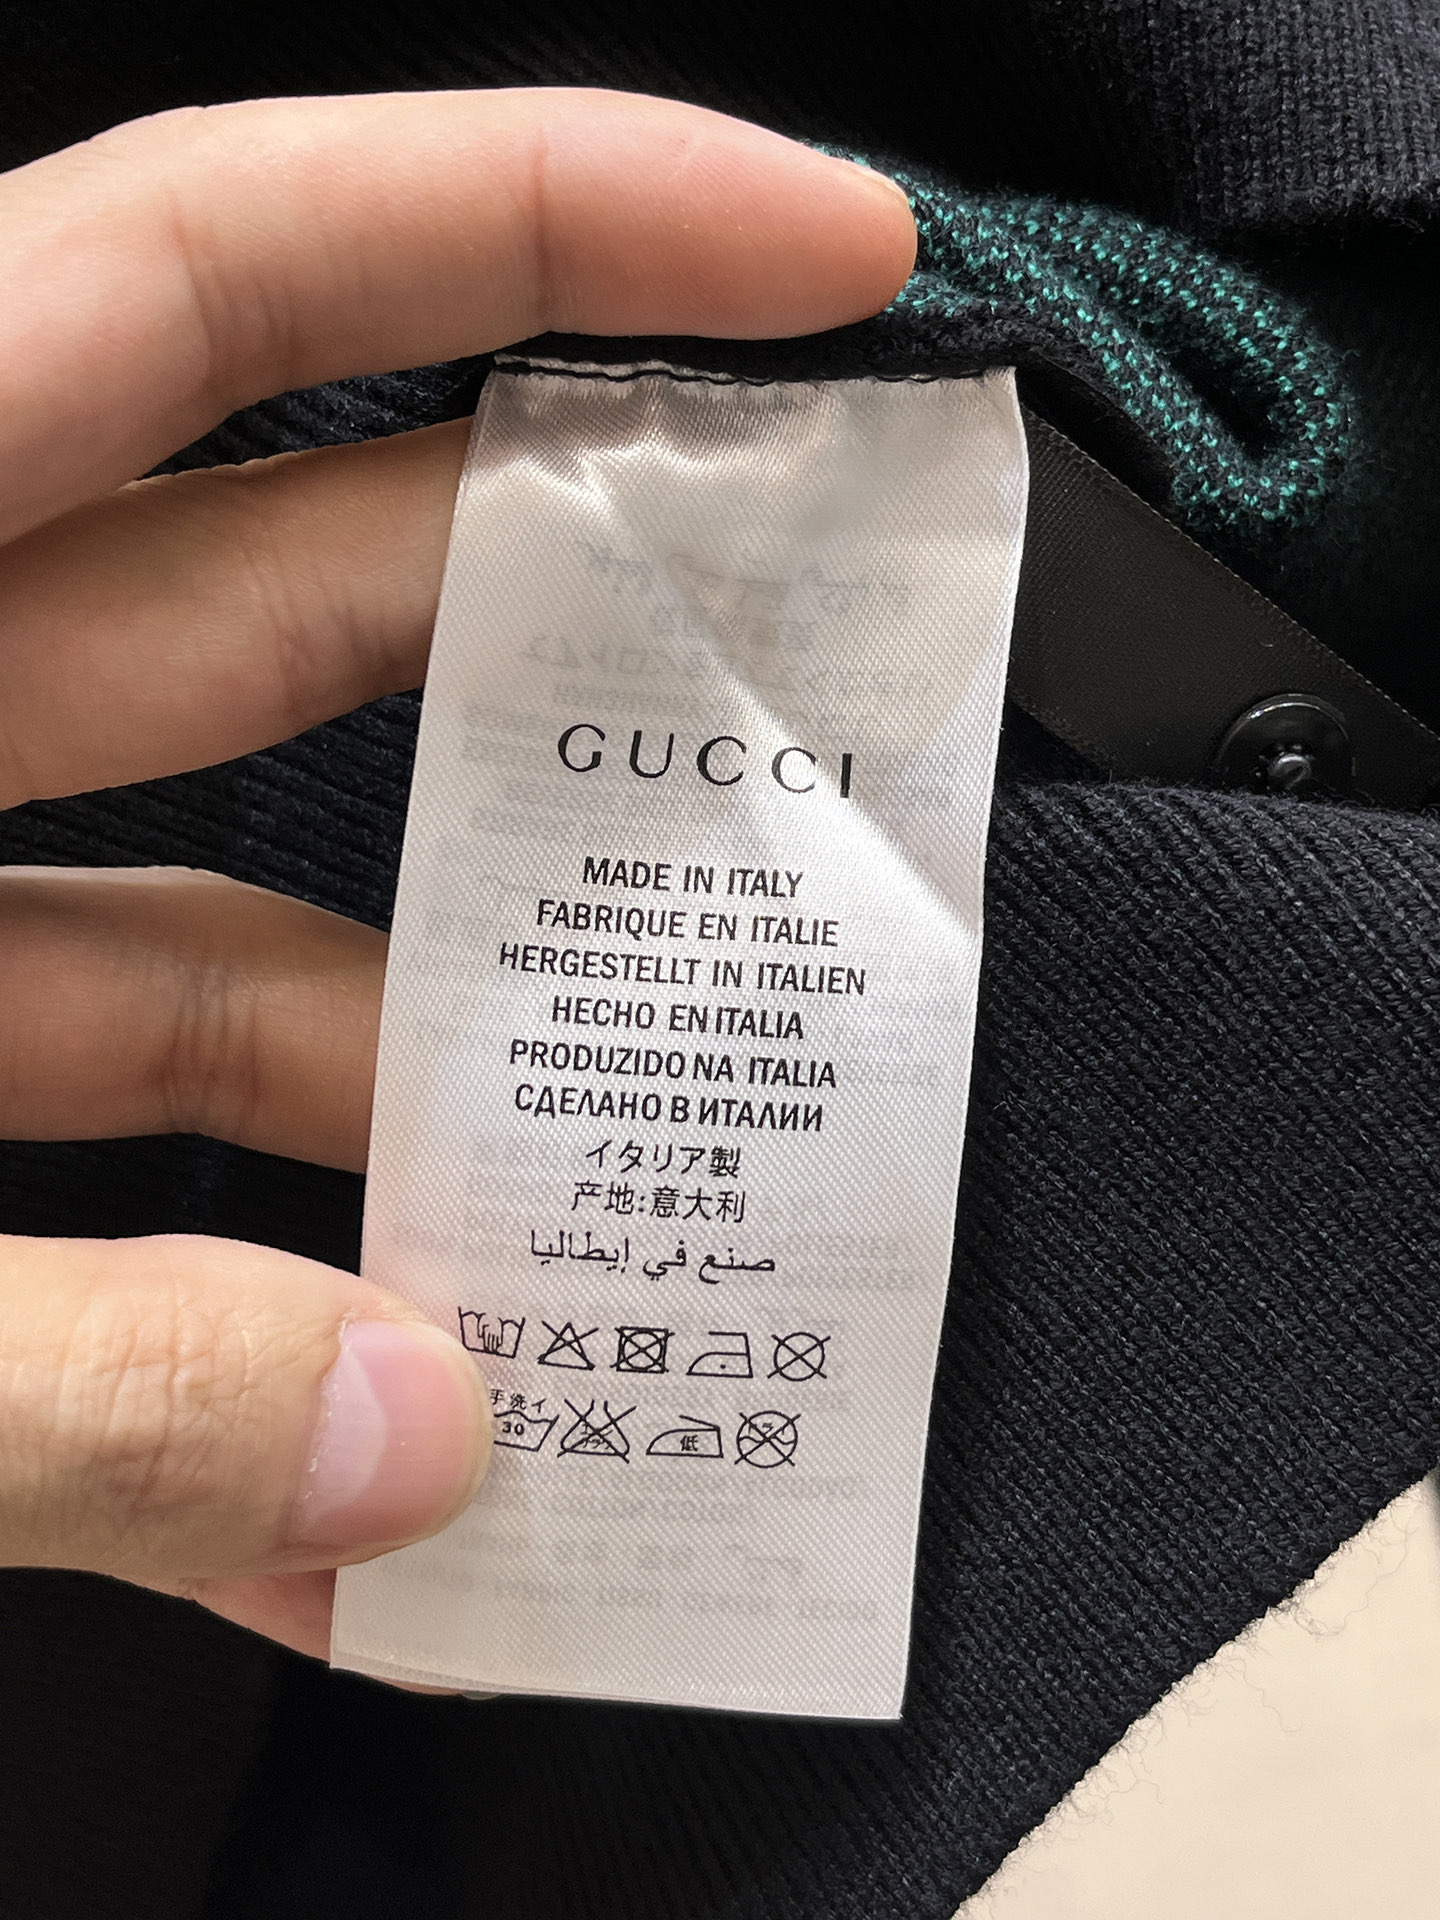 GUCCI
MADE IN ITALY
FABRIQUE EN ITALIE
HERGESTELLT IN ITALIEN
HECHO EN ITALIA
PRODUZIDO NA ITALIA
СДЕЛАНО В ИТАЛИИ
イタリア製
产地:意大利
صنع في إيطاليا
手洗イ
30
低